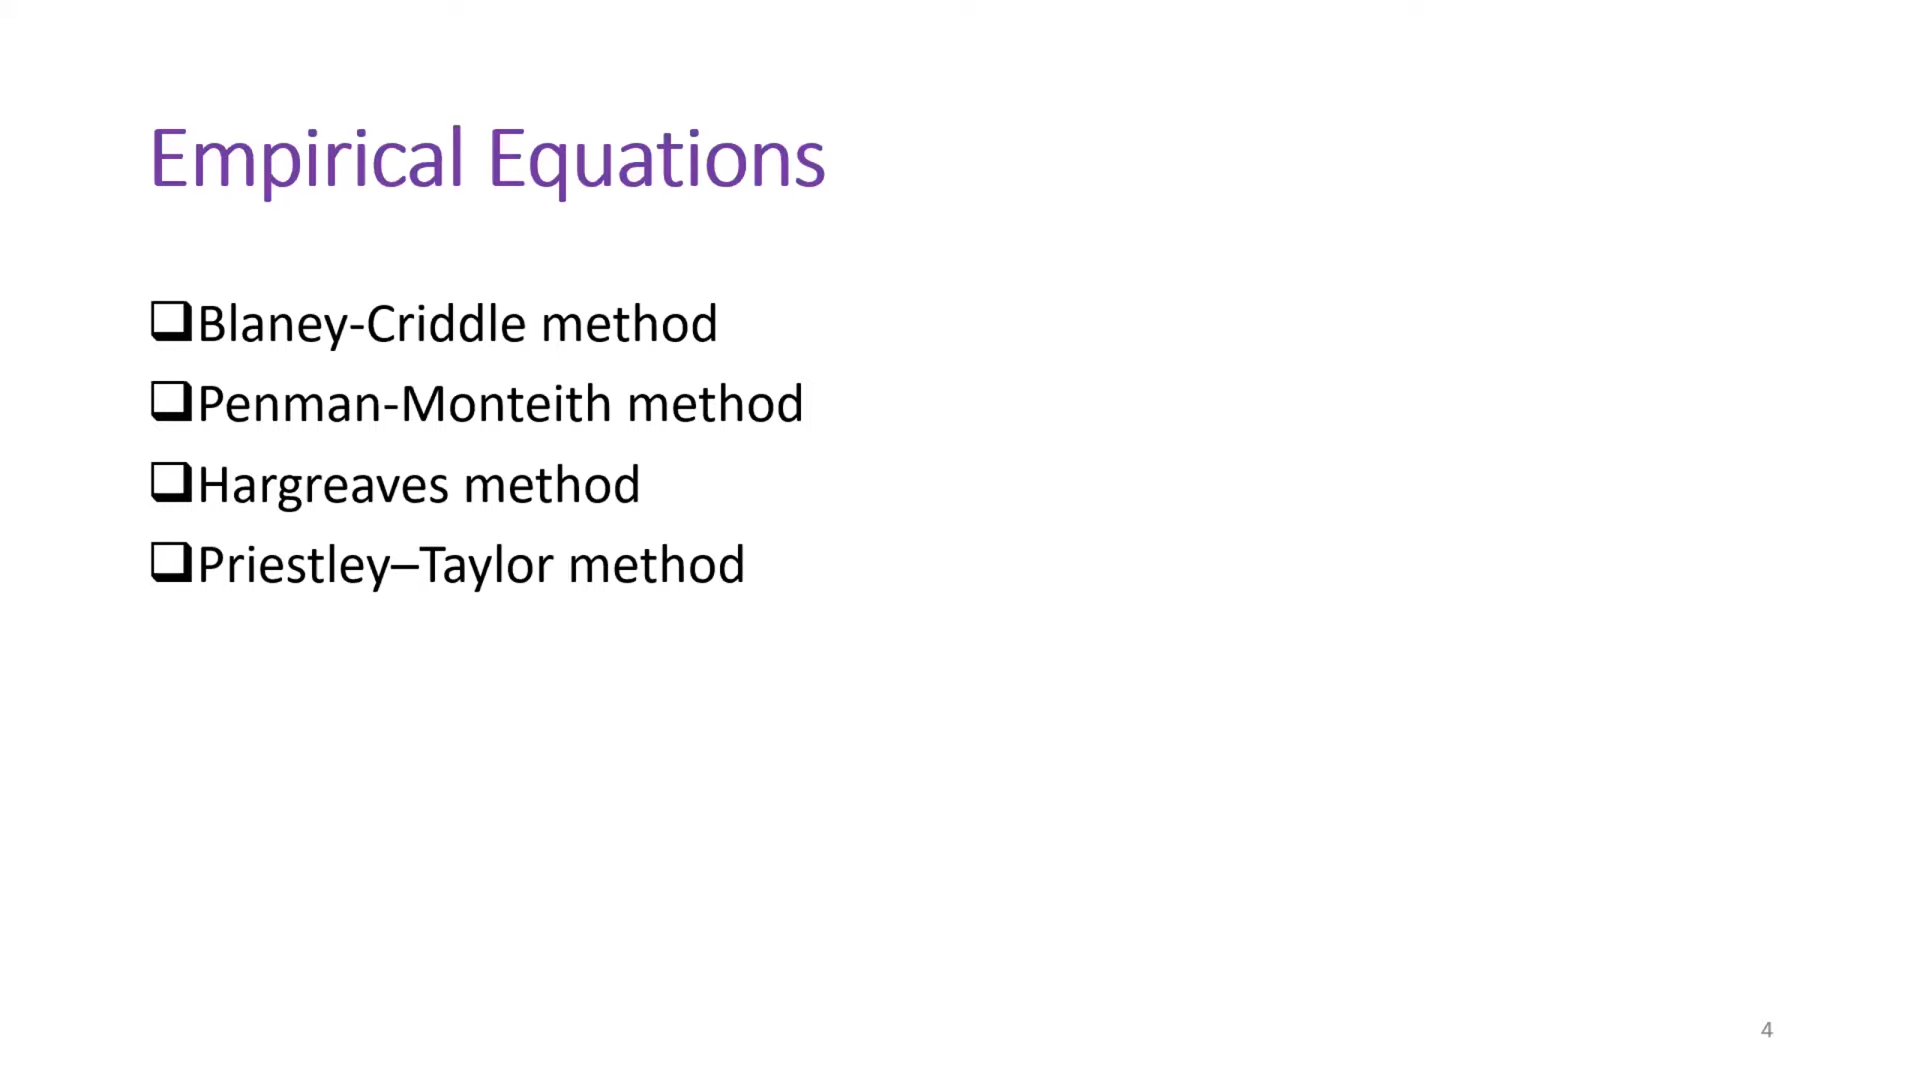 Empirical Equations
❑Blaney-Criddle method
❑Penman-Monteith method
❑Hargreaves method
❑Priestley–Taylor method
4